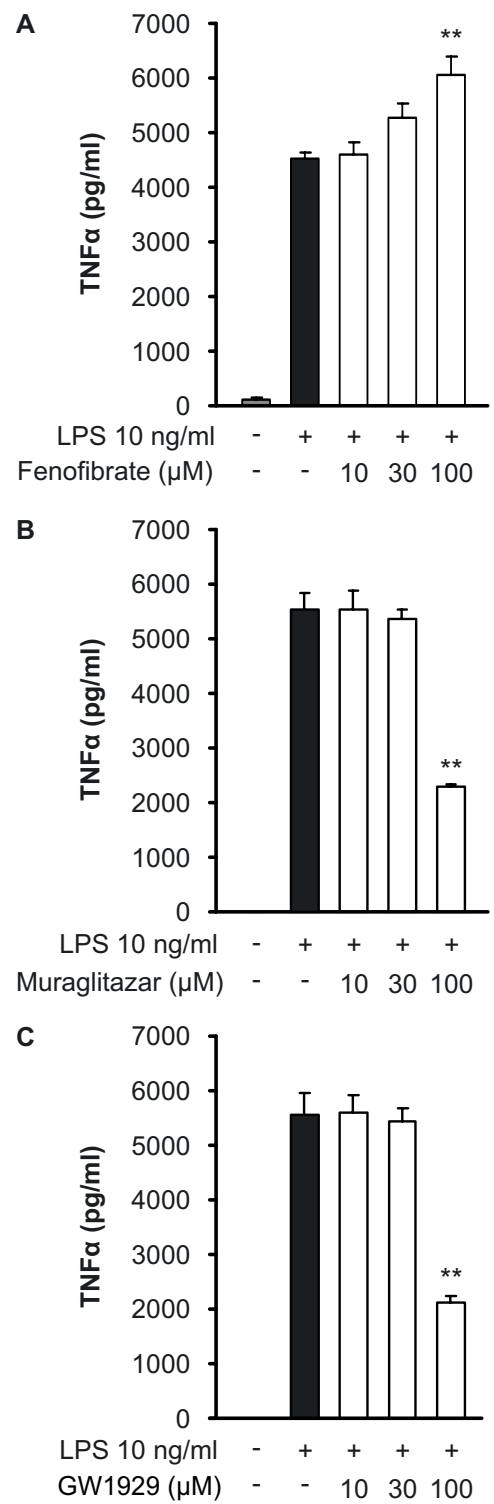 A
TNFα (pg/ml)
7000
6000
5000
4000
3000
2000
1000
0
**
LPS 10 ng/ml - + + + +
Fenofibrate (µM) - - 10 30 100
B
TNFα (pg/ml)
7000
6000
5000
4000
3000
2000
1000
0
**
LPS 10 ng/ml - + + + +
Muraglitazar (µM) - - 10 30 100
C
TNFα (pg/ml)
7000
6000
5000
4000
3000
2000
1000
0
**
LPS 10 ng/ml - + + + +
GW1929 (µM) - - 10 30 100